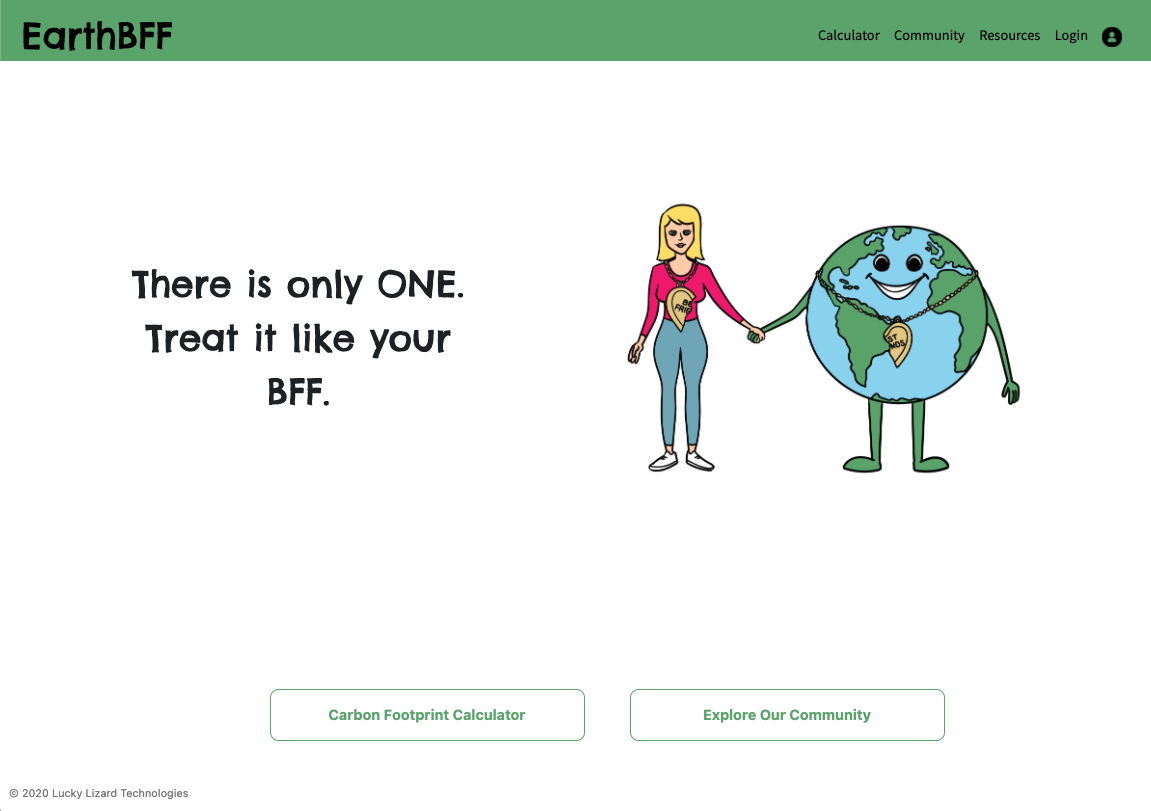 EarthBFF
Calculator Community Resources Login
There is only ONE.
Treat it like your
BFF.
BE
FRIE
ST
NDS
Carbon Footprint Calculator
Explore Our Community
© 2020 Lucky Lizard Technologies